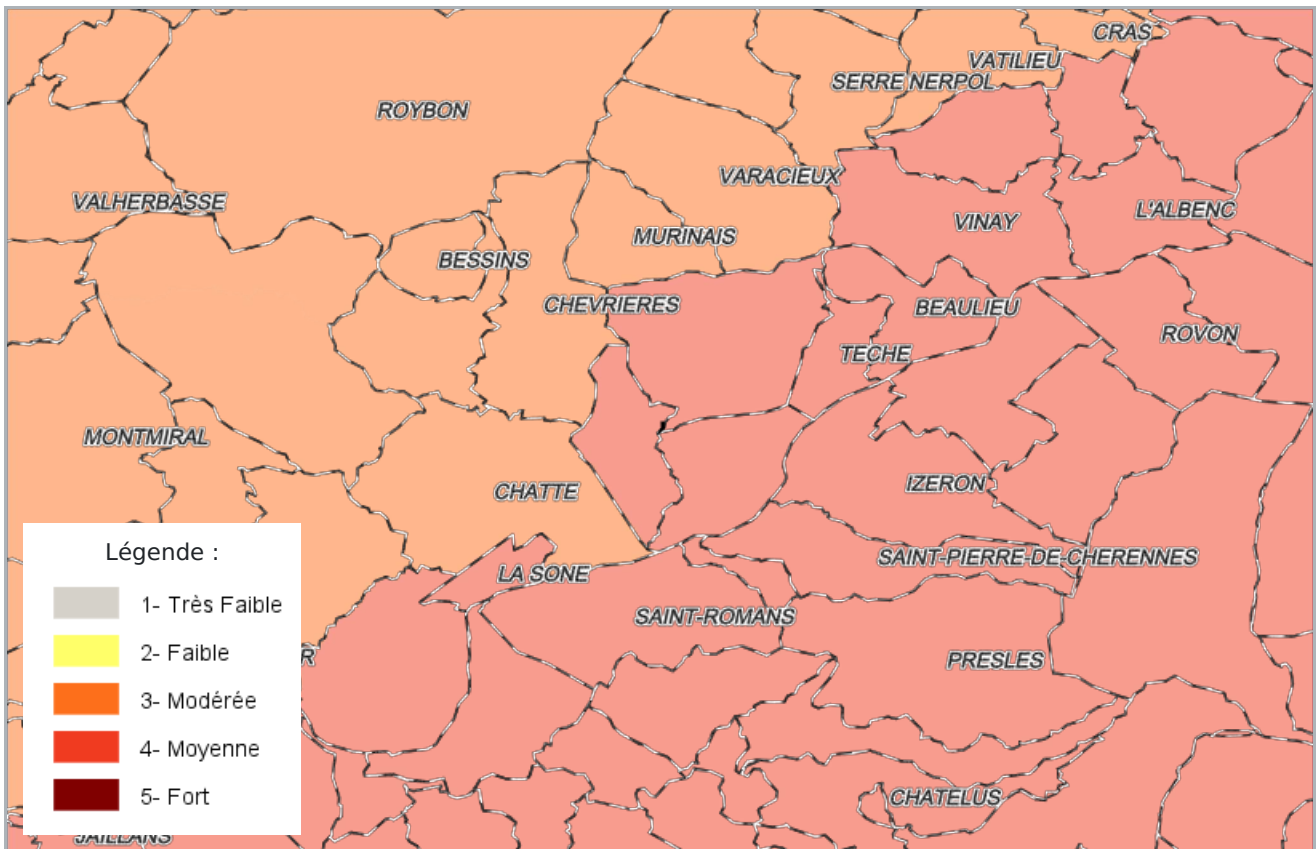 CRAS
VATILIEU
SERRE NERPOL
ROYBON
VARACIEUX
VALHERBASSE
L'ALBENC
VINAY
MURINAIS
BESSINS
CHEVRIERES
BEAULIEU
ROVON
TECHE
MONTMIRAL
IZERON
CHATTE
SAINT-PIERRE-DE-CHERENNES
LA SONE
SAINT-ROMANS
R
PRESLES
CHATELUS
JAILLANS
Légende :
1- Très Faible
2- Faible
3- Modérée
4- Moyenne
5- Fort